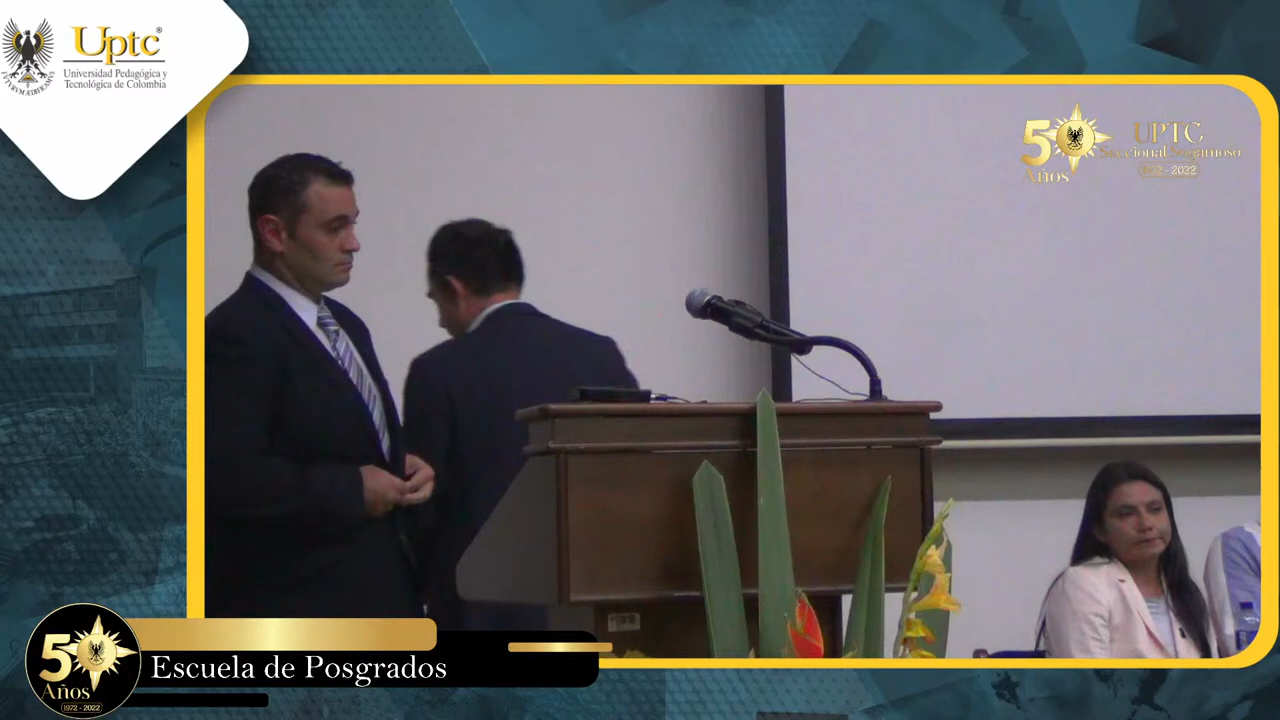 Uptc®
Universidad Pedagógica y
Tecnológica de Colombia
50
Años
UPTC
Seccional Sogamoso
1972 - 2022
50
Años
1972 - 2022
Escuela de Posgrados